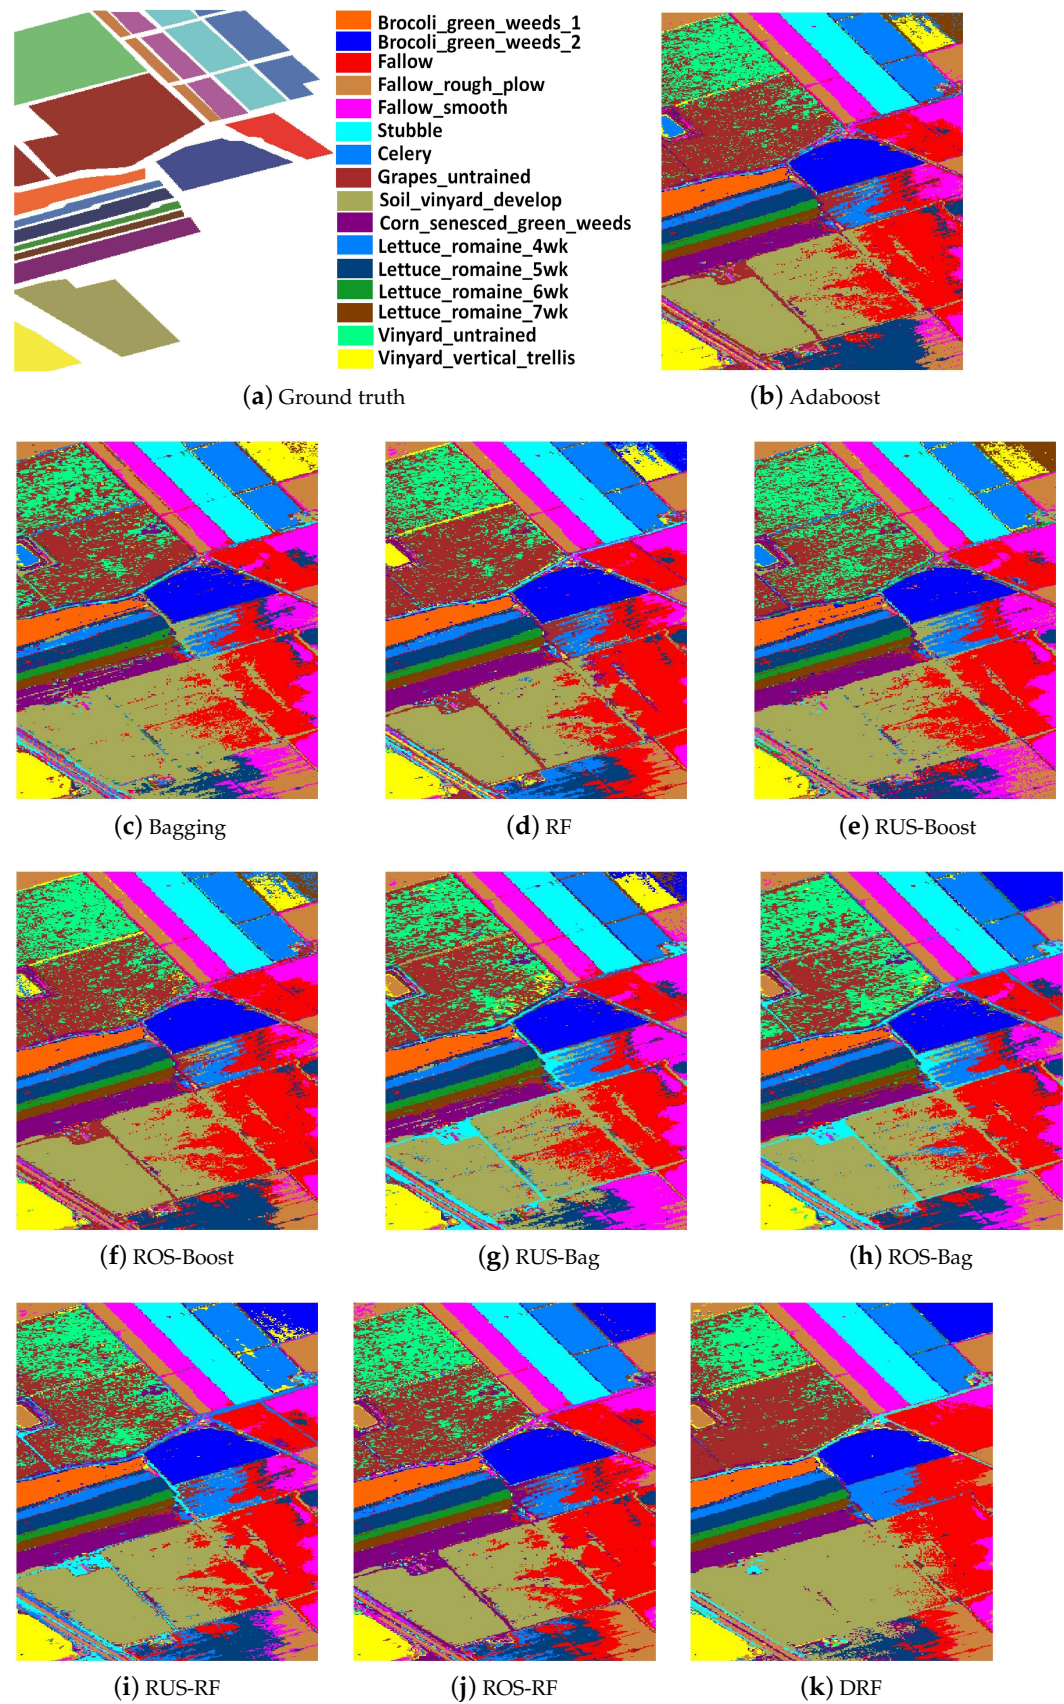 Brocoli_green_weeds_1
Brocoli_green_weeds_2
Fallow
Fallow_rough_plow
Fallow_smooth
Stubble
Celery
Grapes_untrained
Soil_vinyard_develop
Corn_senesced_green_weeds
Lettuce_romaine_4wk
Lettuce_romaine_5wk
Lettuce_romaine_6wk
Lettuce_romaine_7wk
Vinyard_untrained
Vinyard_vertical_trellis
(a) Ground truth
(b) Adaboost
(c) Bagging
(d) RF
(e) RUS-Boost
(f) ROS-Boost
(g) RUS-Bag
(h) ROS-Bag
(i) RUS-RF
(j) ROS-RF
(k) DRF